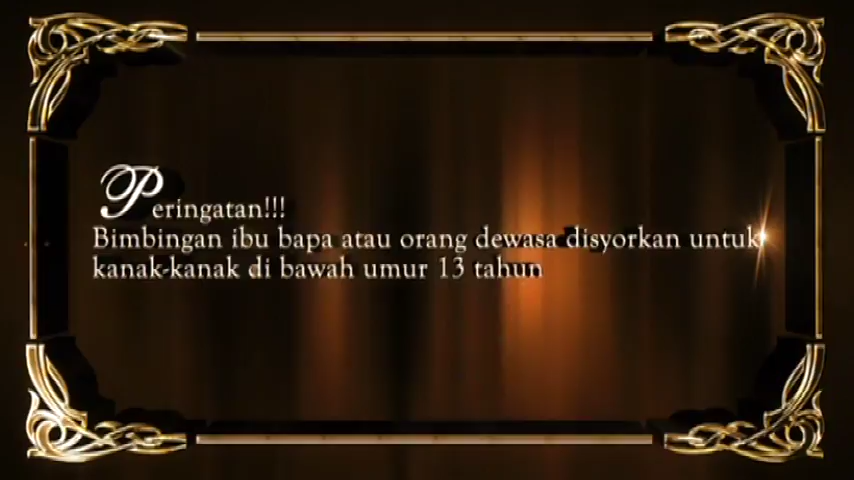 Peringatan!!!
Bimbingan ibu bapa atau orang dewasa disyorkan untuk
kanak-kanak di bawah umur 13 tahun